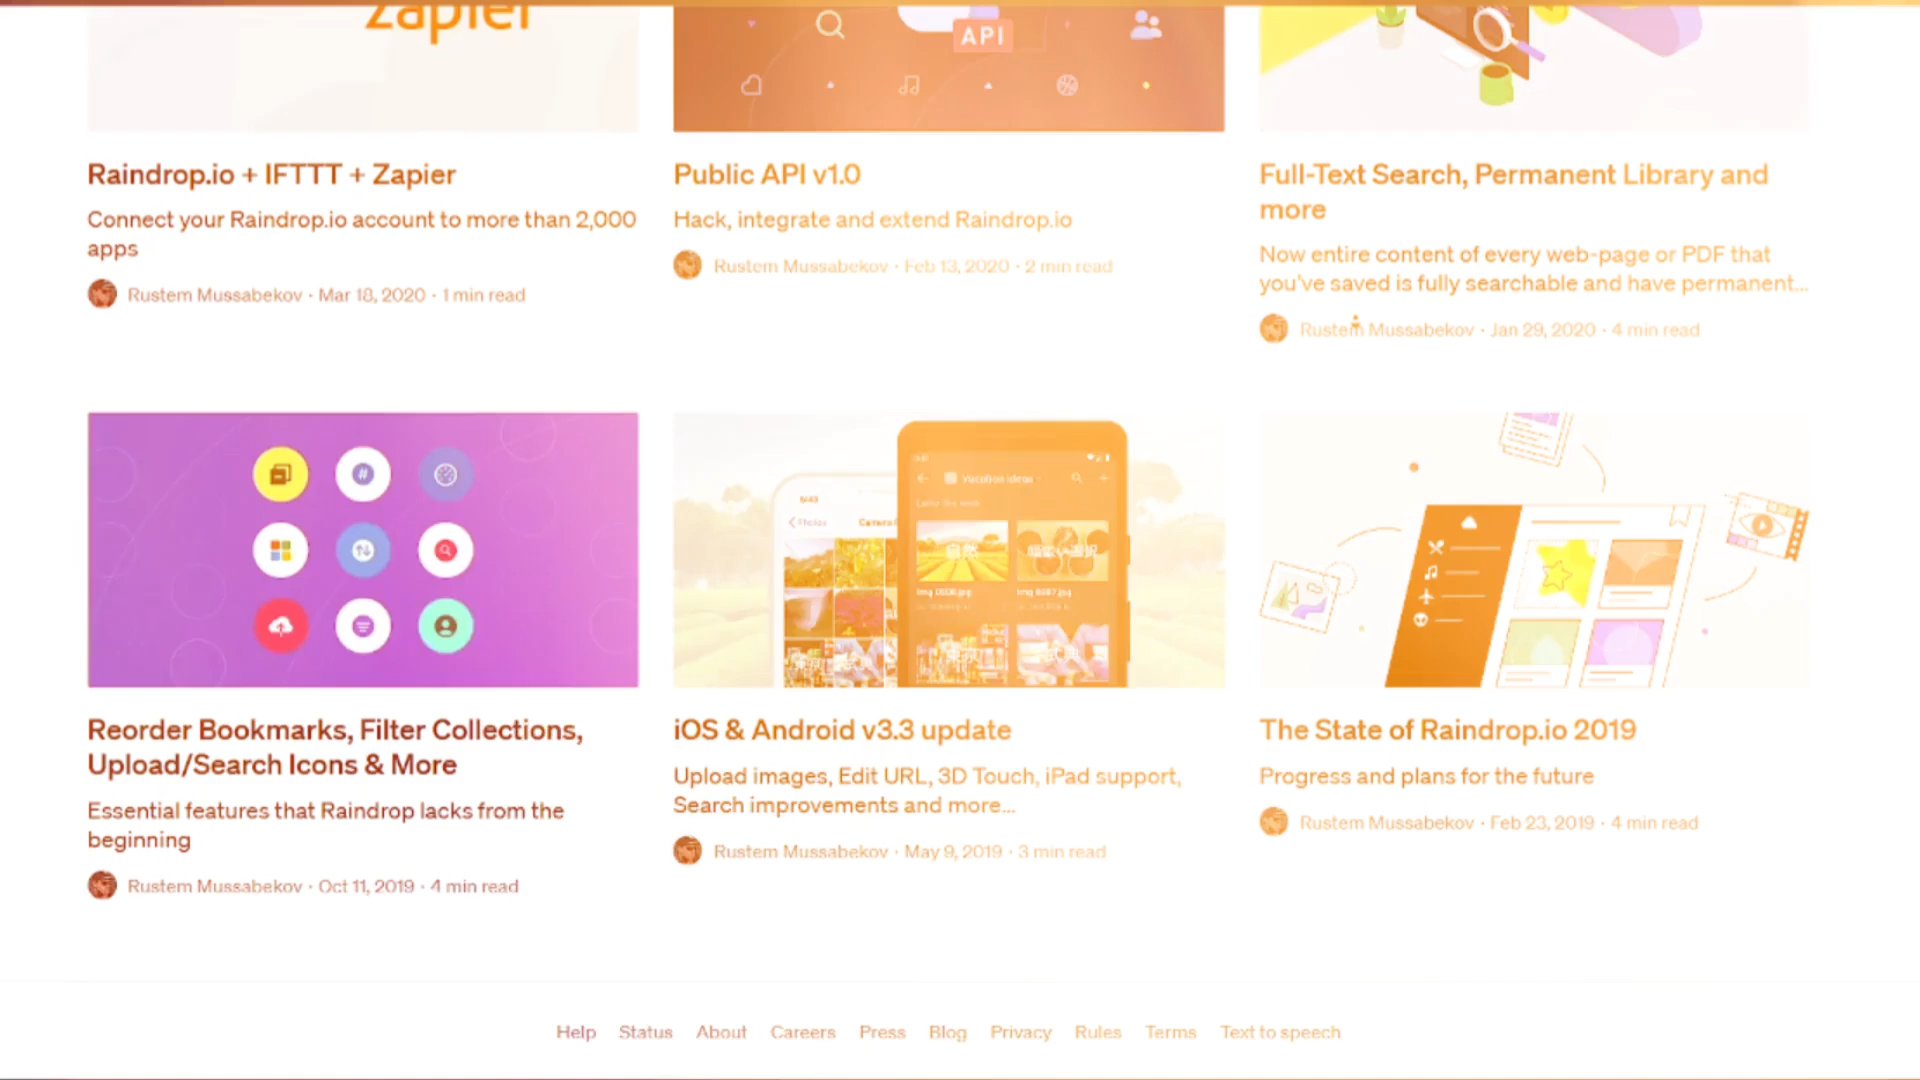 zapier
API
Raindrop.io + IFTTT + Zapier
Connect your Raindrop.io account to more than 2,000
apps
Rustem Mussabekov · Mar 18, 2020 · 1 min read
Public API v1.0
Hack, integrate and extend Raindrop.io
Rustem Mussabekov · Feb 13, 2020 · 2 min read
Full-Text Search, Permanent Library and
more
Now entire content of every web-page or PDF that
you've saved is fully searchable and have permanent...
Rustem Mussabekov · Jan 29, 2020 · 4 min read
#
Vacation ideas
Photos
Reorder Bookmarks, Filter Collections,
Upload/Search Icons & More
Essential features that Raindrop lacks from the
beginning
Rustem Mussabekov · Oct 11, 2019 · 4 min read
iOS & Android v3.3 update
Upload images, Edit URL, 3D Touch, iPad support,
Search improvements and more...
Rustem Mussabekov · May 9, 2019 · 3 min read
The State of Raindrop.io 2019
Progress and plans for the future
Rustem Mussabekov · Feb 23, 2019 · 4 min read
Help Status About Careers Press Blog Privacy Rules Terms Text to speech